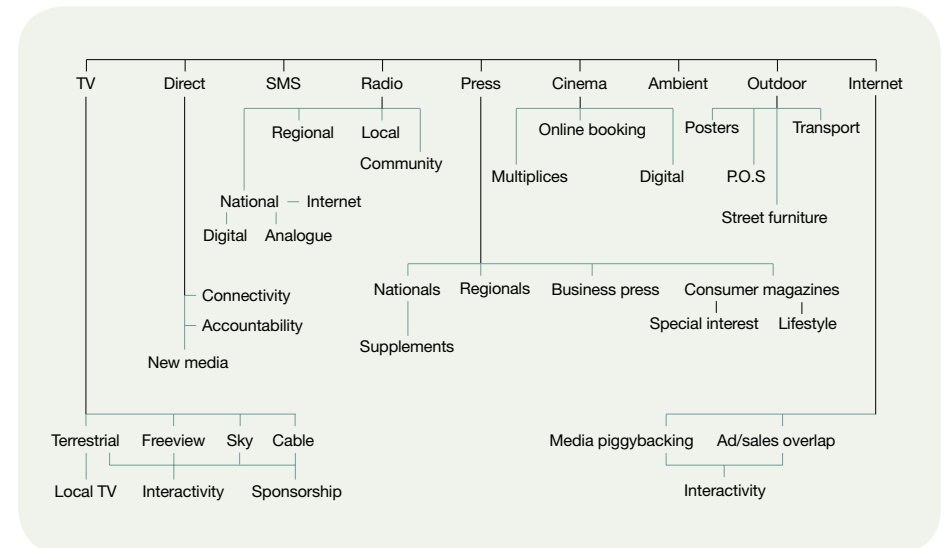 TV Direct SMS Radio Press Cinema Ambient Outdoor Internet
Regional Local Online booking Posters Transport
Community
Multiplices Digital P.O.S
National Internet
Street furniture
Digital Analogue
Nationals Regionals Business press Consumer magazines
Connectivity
Special interest Lifestyle
Accountability
Supplements
New media
Terrestrial Freeview Sky Cable Media piggybacking Ad/sales overlap
Local TV Interactivity Sponsorship Interactivity